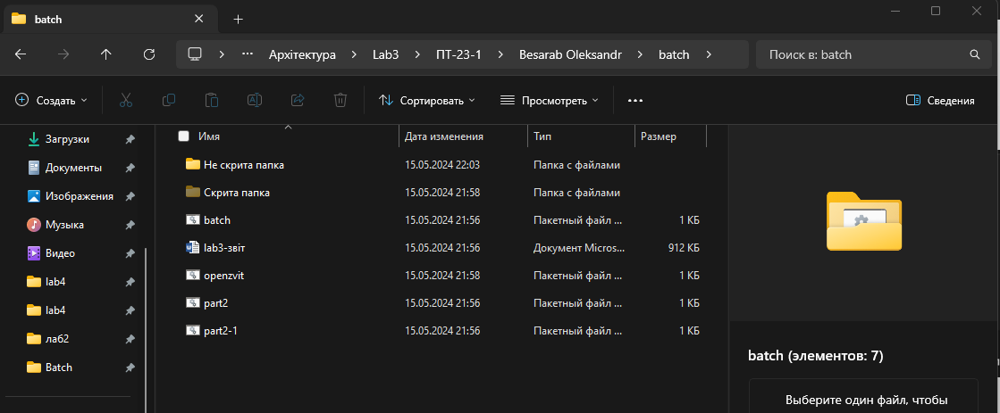 batch
Архітектура Lab3 ПТ-23-1 Besarab Oleksandr batch
Поиск в: batch
Создать
Сортировать
Просмотреть
Сведения
Загрузки
Документы
Изображения
Музыка
Видео
lab4
lab4
лаб2
Batch
Имя Дата изменения Тип Размер
Не скрита папка 15.05.2024 22:03 Папка с файлами
Скрита папка 15.05.2024 21:58 Папка с файлами
batch 15.05.2024 21:56 Пакетный файл ... 1 КБ
lab3-звіт 15.05.2024 21:56 Документ Micros... 912 КБ
openzvit 15.05.2024 21:58 Пакетный файл ... 1 КБ
part2 15.05.2024 21:56 Пакетный файл ... 1 КБ
part2-1 15.05.2024 21:56 Пакетный файл ... 1 КБ
batch (элементов: 7)
Выберите один файл, чтобы